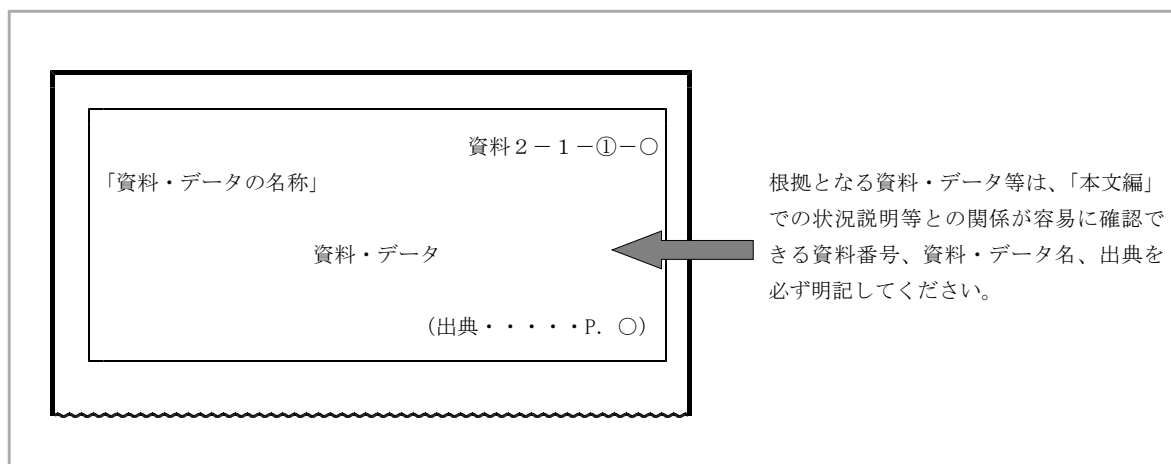 資料２－１－①－○
「資料・データの名称」
資料・データ
（出典・・・・・P. ○）
根拠となる資料・データ等は、「本文編」
での状況説明等との関係が容易に確認で
きる資料番号、資料・データ名、出典を
必ず明記してください。